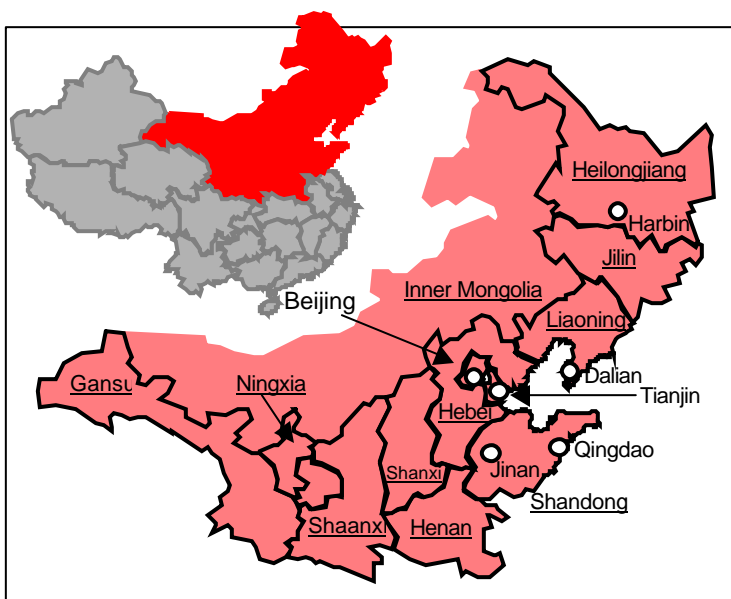 Heilongjiang
Harbin
Jilin
Inner Mongolia
Beijing
Liaoning
Gansu
Ningxia
Dalian
Tianjin
Hebei
Qingdao
Jinan
Shanxi
Shandong
Shaanxi
Henan